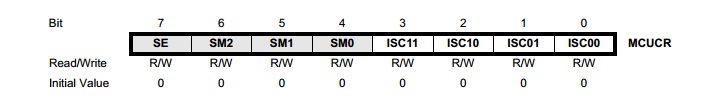 Bit 7 6 5 4 3 2 1 0
SE SM2 SM1 SM0 ISC11 ISC10 ISC01 ISC00 MCUCR
Read/Write R/W R/W R/W R/W R/W R/W R/W R/W
Initial Value 0 0 0 0 0 0 0 0